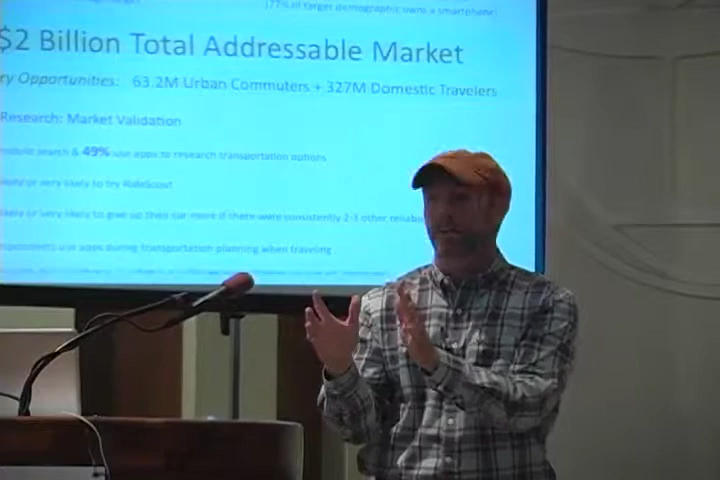 77% of target demographic owns a smartphone
$2 Billion Total Addressable Market
ry Opportunities: 63.2M Urban Commuters + 327M Domestic Travelers
Research: Market Validation
search & 49% use apps to research transportation options
likely or very likely to try RideScout
likely or very likely to give up their car more if there were consistently 2-3 other reliab
use apps during transportation planning when traveling